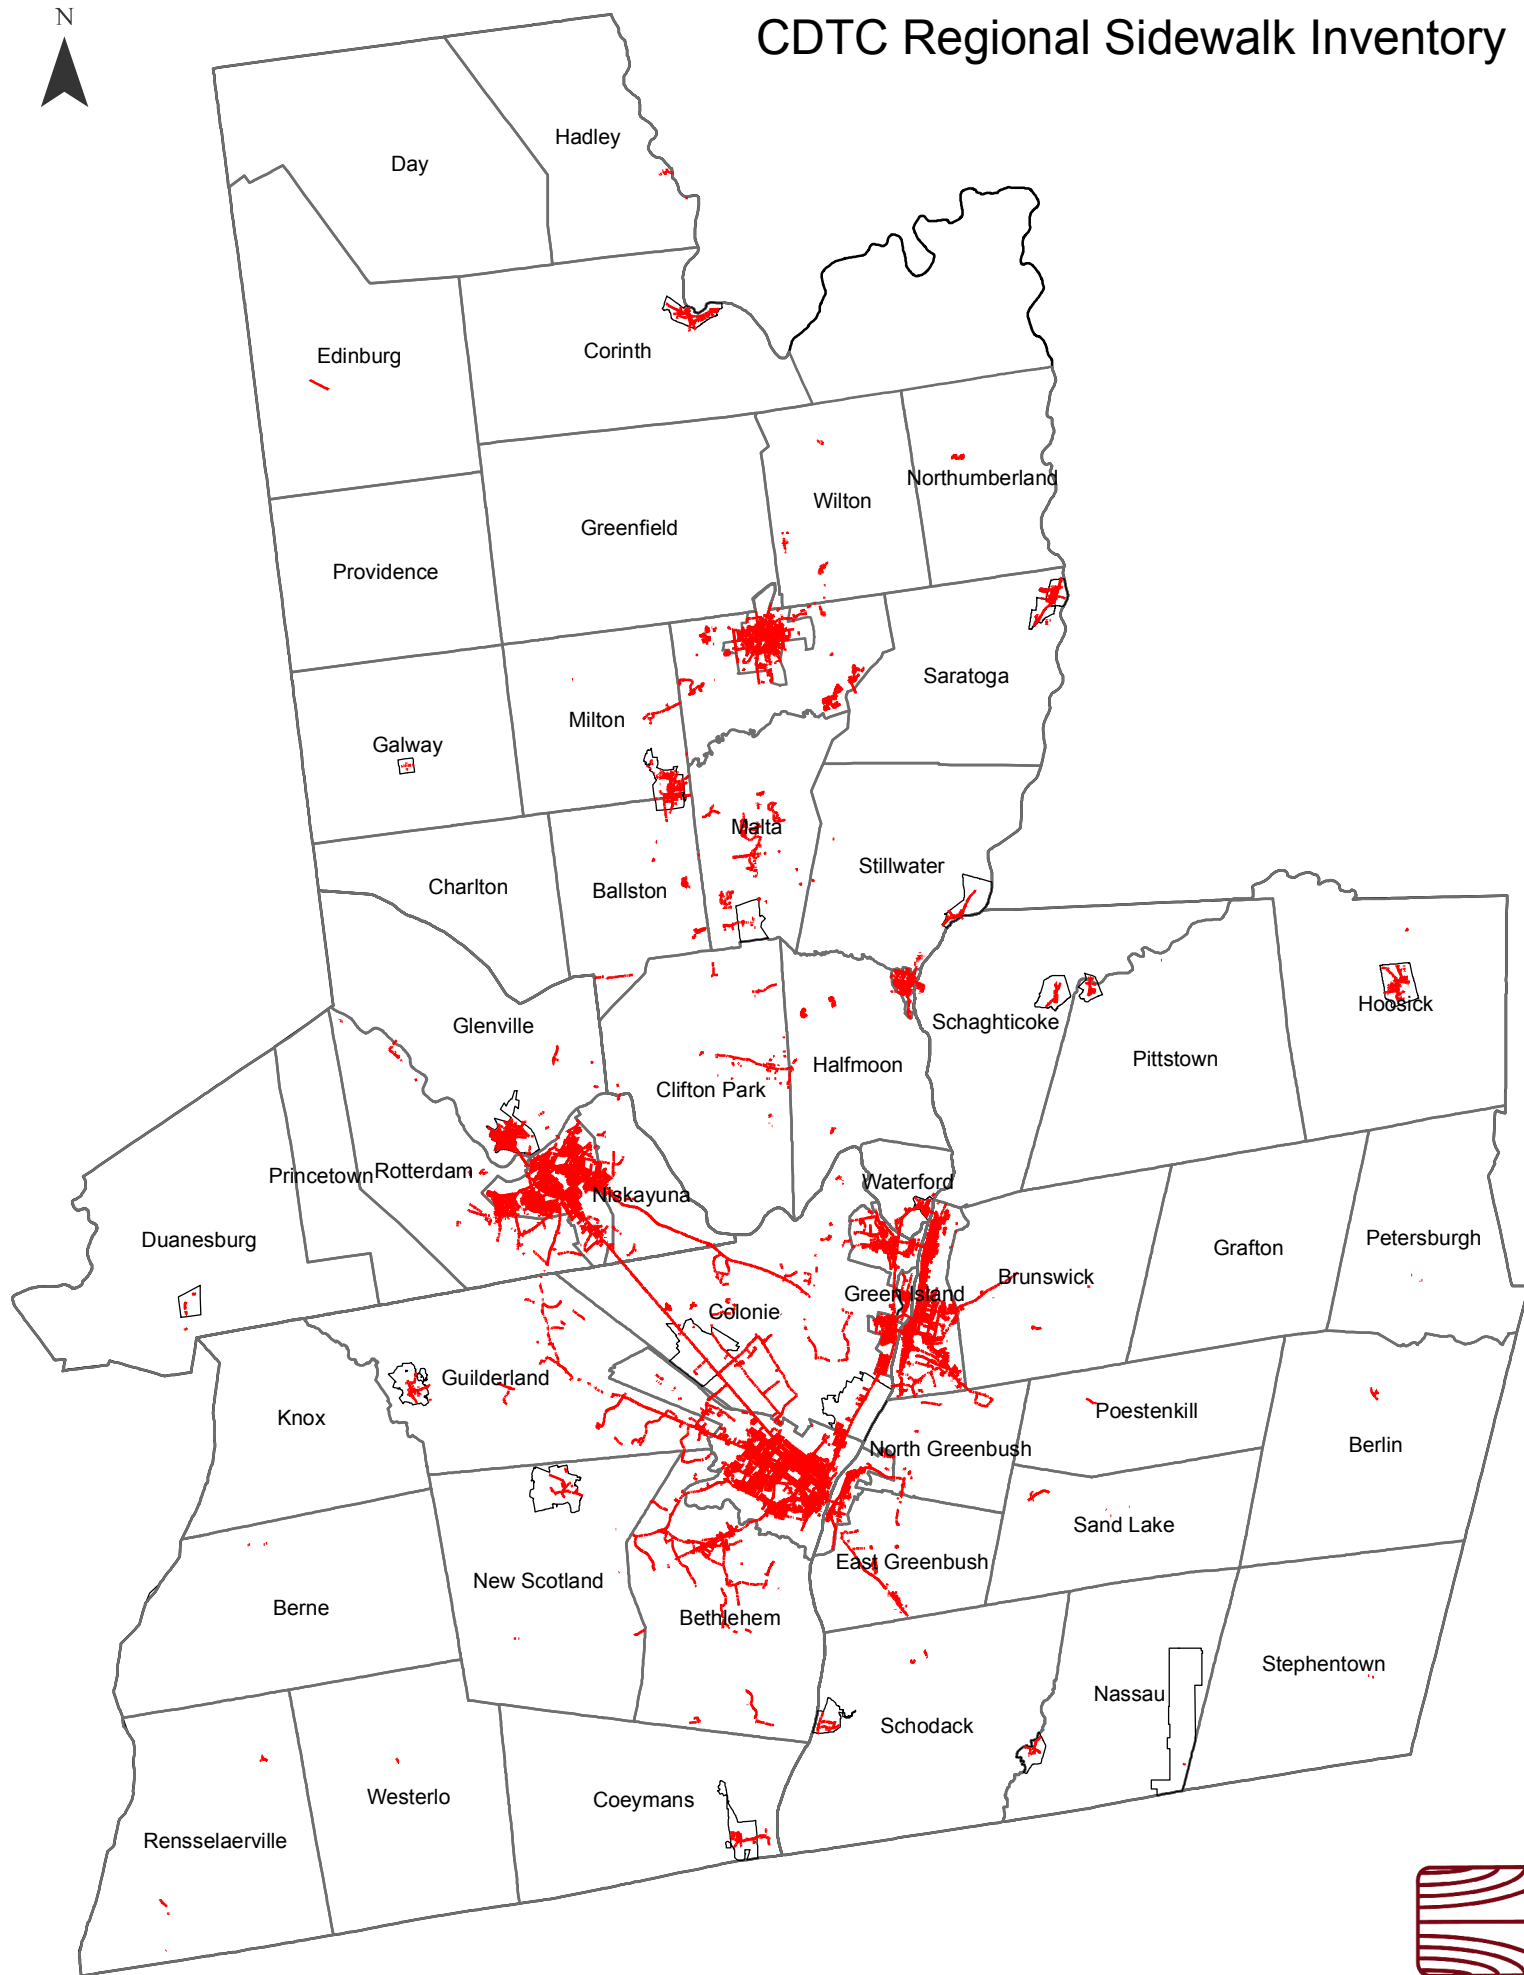 N
CDTC Regional Sidewalk Inventory
Hadley
Day
Edinburg
Corinth
Northumberland
Wilton
Greenfield
Providence
Saratoga
Milton
Galway
Malta
Stillwater
Charlton
Ballston
Hoosick
Schaghticoke
Glenville
Pittstown
Halfmoon
Clifton Park
Princetown
Rotterdam
Waterford
Niskayuna
Duanesburg
Petersburgh
Grafton
Brunswick
Green Island
Colonie
Guilderland
Poestenkill
Knox
Berlin
North Greenbush
Sand Lake
East Greenbush
New Scotland
Berne
Bethlehem
Stephentown
Nassau
Schodack
Westerlo
Coeymans
Rensselaerville